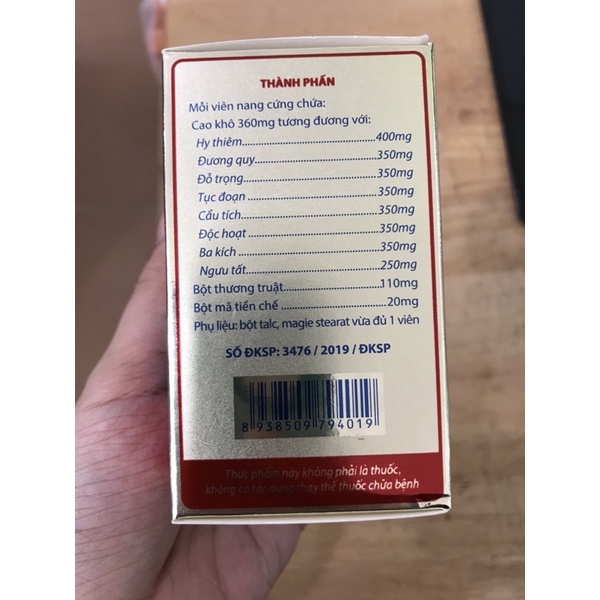 THÀNH PHẦN
Mỗi viên nang cứng chứa:
Cao khô 360mg tương đương với:
Hy thiêm....................................400mg
Đương quy................................350mg
Đỗ trọng....................................350mg
Tục đoạn...................................350mg
Cẩu tích.....................................350mg
Độc hoạt...................................350mg
Ba kích.......................................350mg
Ngưu tất....................................250mg
Bột thương truật.......................110mg
Bột mã tiền chế...........................20mg
Phụ liệu: bột talc, magie stearat vừa đủ 1 viên
SỐ ĐKSP: 3476 / 2019 / ĐKSP
8 938509 794019
Thực phẩm này không phải là thuốc,
không có tác dụng thay thế thuốc chữa bệnh